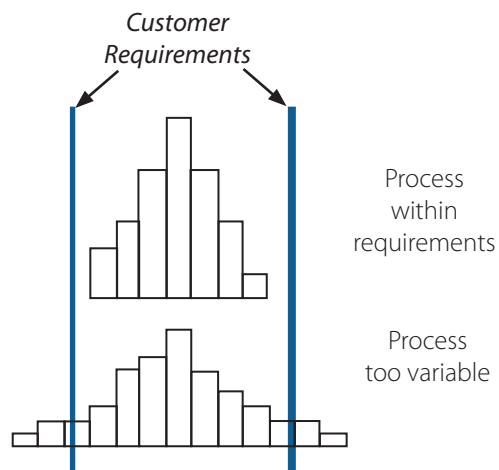 Customer
Requirements
Process
within
requirements
Process
too variable